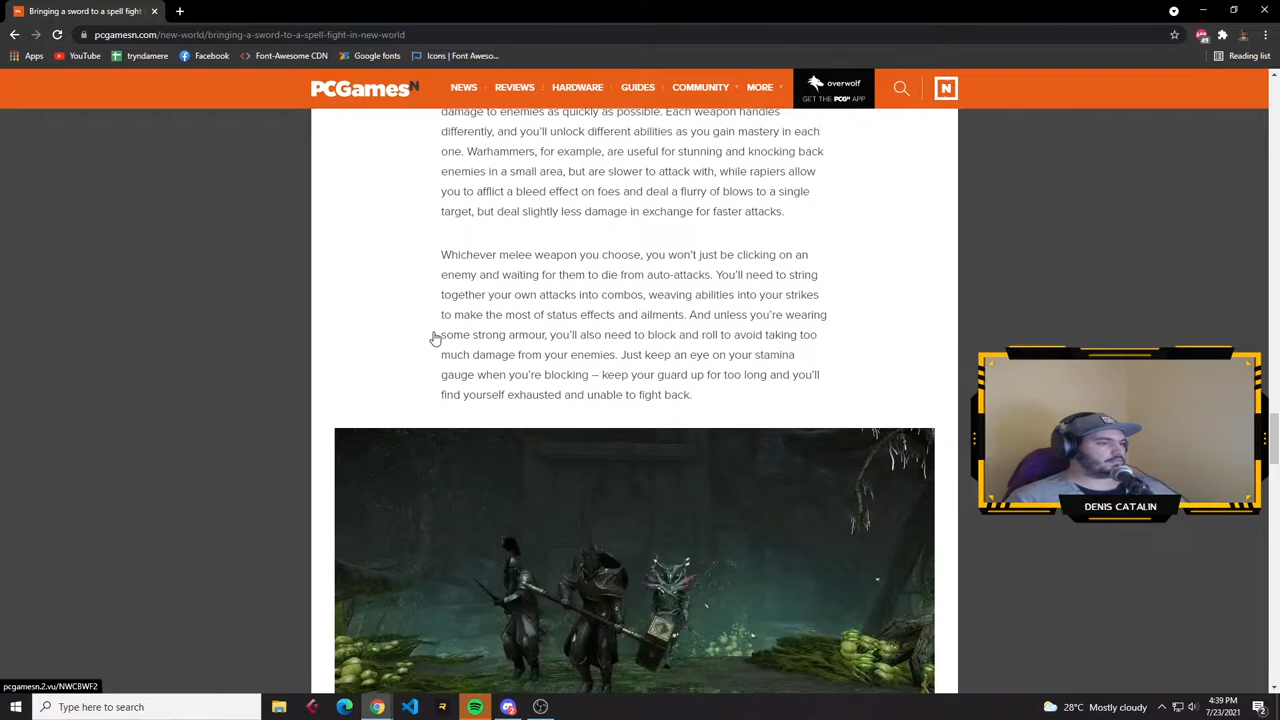 Bringing a sword to a spell fight
pcgamesn.com/new-world/bringing-a-sword-to-a-spell-fight-in-new-world
49
Apps YouTube tryndamere Facebook Font-Awesome CDN Google fonts Icons | Font Aweso... Reading list
PCGamesN NEWS REVIEWS HARDWARE GUIDES COMMUNITY MORE overwolf GET THE PCGN APP N
damage to enemies as quickly as possible. Each weapon handles
differently, and you'll unlock different abilities as you gain mastery in each
one. Warhammers, for example, are useful for stunning and knocking back
enemies in a small area, but are slower to attack with, while rapiers allow
you to afflict a bleed effect on foes and deal a flurry of blows to a single
target, but deal slightly less damage in exchange for faster attacks.
Whichever melee weapon you choose, you won't just be clicking on an
enemy and waiting for them to die from auto-attacks. You'll need to string
together your own attacks into combos, weaving abilities into your strikes
to make the most of status effects and ailments. And unless you're wearing
some strong armour, you'll also need to block and roll to avoid taking too
much damage from your enemies. Just keep an eye on your stamina
gauge when you're blocking – keep your guard up for too long and you'll
find yourself exhausted and unable to fight back.
DENIS CATALIN
pcgamesn.2.vu/NWCBWF2
Type here to search 28°C Mostly cloudy 4:39 PM
7/23/2021 2